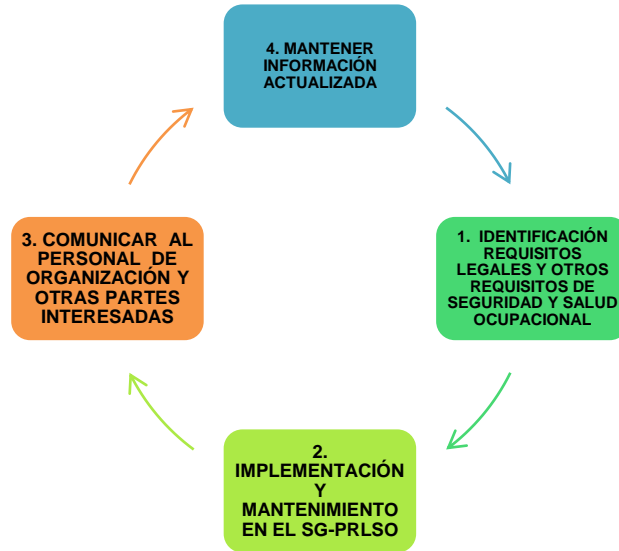 4. MANTENER
INFORMACIÓN
ACTUALIZADA
1. IDENTIFICACIÓN
REQUISITOS
LEGALES Y OTROS
REQUISITOS DE
SEGURIDAD Y SALUD
OCUPACIONAL
2.
IMPLEMENTACIÓN
Y
MANTENIMIENTO
EN EL SG-PRLSO
3. COMUNICAR AL
PERSONAL DE
ORGANIZACIÓN Y
OTRAS PARTES
INTERESADAS